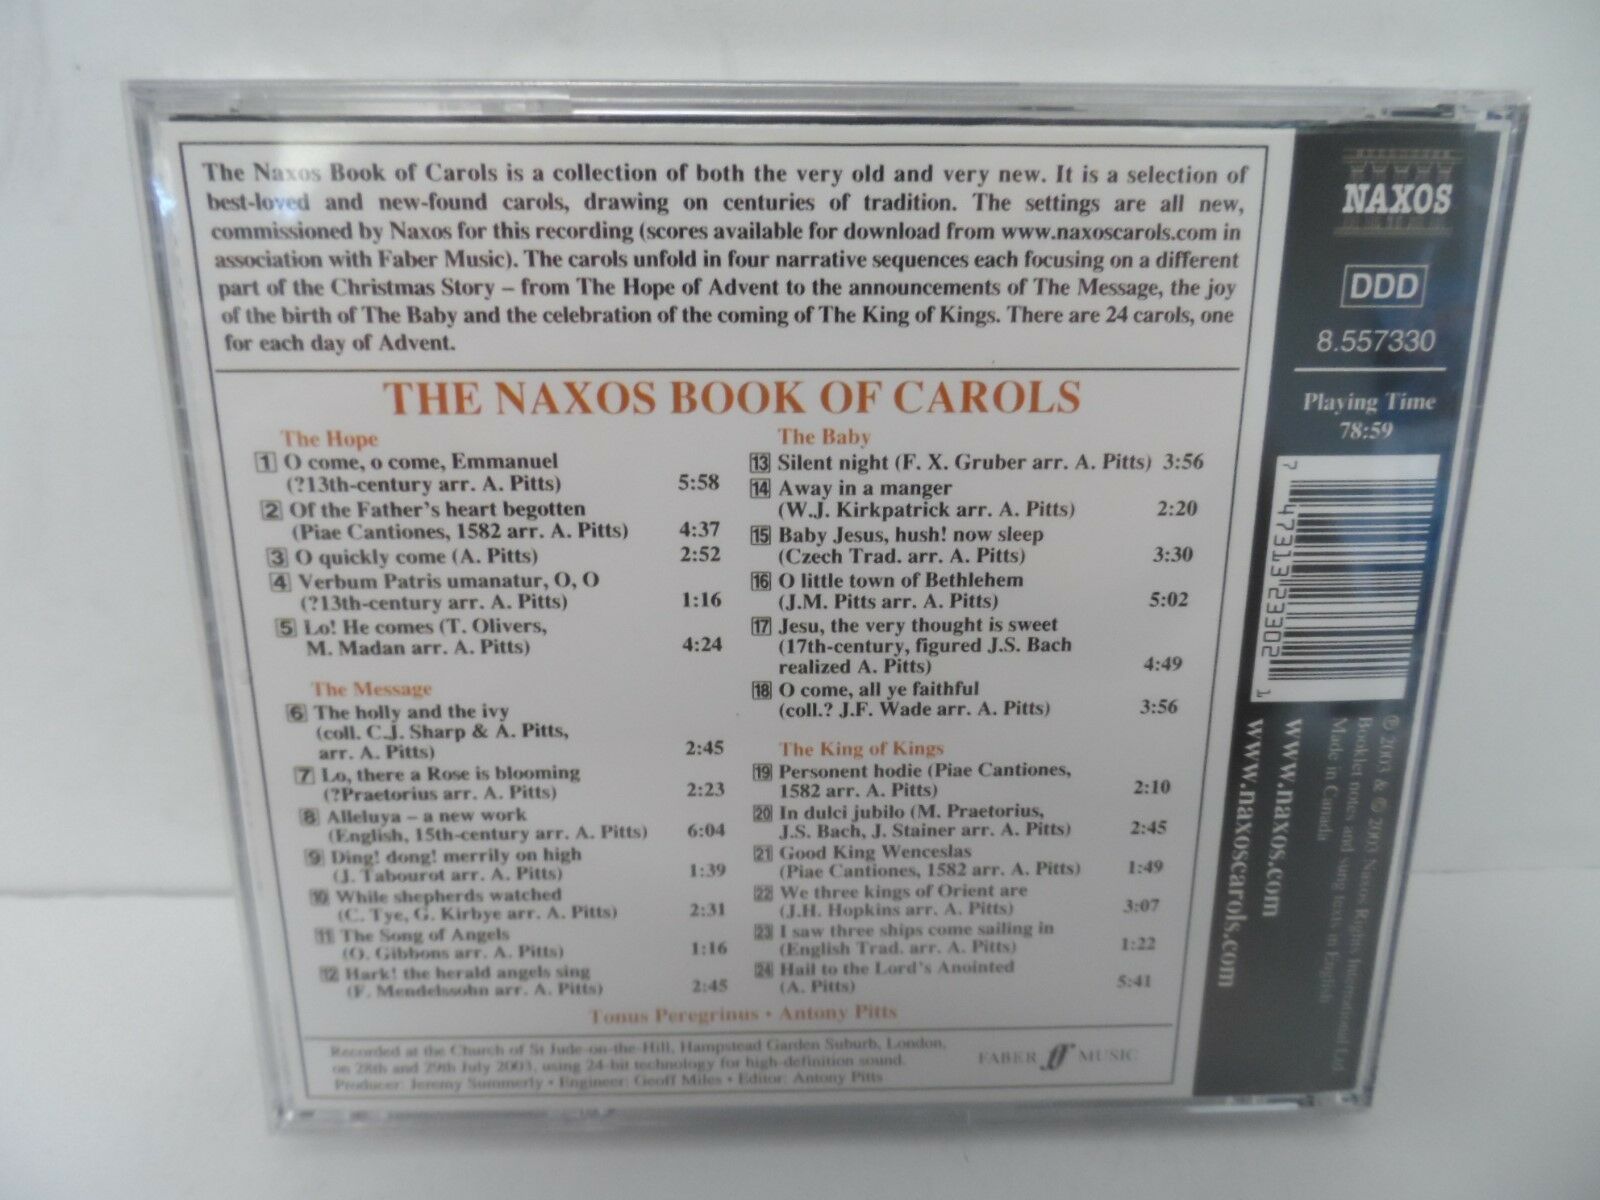 The Naxos Book of Carols is a collection of both the very old and very new. It is a selection of
best-loved and new-found carols, drawing on centuries of tradition. The settings are all new,
commissioned by Naxos for this recording (scores available for download from www.naxoscarols.com in
association with Faber Music). The carols unfold in four narrative sequences each focusing on a different
part of the Christmas Story – from The Hope of Advent to the announcements of The Message, the joy
of the birth of The Baby and the celebration of the coming of The King of Kings. There are 24 carols, one
for each day of Advent.
THE NAXOS BOOK OF CAROLS
The Hope
1 O come, o come, Emmanuel
(?13th-century arr. A. Pitts) 5:58
2 Of the Father's heart begotten
(Piae Cantiones, 1582 arr. A. Pitts) 4:37
3 O quickly come (A. Pitts) 2:52
4 Verbum Patris umanatur, O, O
(?13th-century arr. A. Pitts) 1:16
5 Lo! He comes (T. Olivers,
M. Madan arr. A. Pitts) 4:24
The Message
6 The holly and the ivy
(coll. C.J. Sharp & A. Pitts,
arr. A. Pitts) 2:45
7 Lo, there a Rose is blooming
(?Praetorius arr. A. Pitts) 2:23
8 Alleluya – a new work
(English, 15th-century arr. A. Pitts) 6:04
9 Ding! dong! merrily on high
(J. Tabourot arr. A. Pitts) 1:39
10 While shepherds watched
(C. Tye, G. Kirbye arr. A. Pitts) 2:31
11 The Song of Angels
(O. Gibbons arr. A. Pitts) 1:16
12 Hark! the herald angels sing
(F. Mendelssohn arr. A. Pitts) 2:45
The Baby
13 Silent night (F. X. Gruber arr. A. Pitts) 3:56
14 Away in a manger
(W.J. Kirkpatrick arr. A. Pitts) 2:20
15 Baby Jesus, hush! now sleep
(Czech Trad. arr. A. Pitts) 3:30
16 O little town of Bethlehem
(J.M. Pitts arr. A. Pitts) 5:02
17 Jesu, the very thought is sweet
(17th-century, figured J.S. Bach
realized A. Pitts) 4:49
18 O come, all ye faithful
(coll.? J.F. Wade arr. A. Pitts) 3:56
The King of Kings
19 Personent hodie (Piae Cantiones,
1582 arr. A. Pitts) 2:10
20 In dulci jubilo (M. Praetorius,
J.S. Bach, J. Stainer arr. A. Pitts) 2:45
21 Good King Wenceslas
(Piae Cantiones, 1582 arr. A. Pitts) 1:49
22 We three kings of Orient are
(J.H. Hopkins arr. A. Pitts) 3:07
23 I saw three ships come sailing in
(English Trad. arr. A. Pitts) 1:22
24 Hail to the Lord's Anointed
(A. Pitts) 5:41
Tonus Peregrinus • Antony Pitts
Recorded at the Church of St Jude-on-the-Hill, Hampstead Garden Suburb, London,
on 28th and 29th July 2003, using 24-bit technology for high-definition sound.
Producer: Jeremy Summerly • Engineer: Geoff Miles • Editor: Antony Pitts
FABER ff MUSIC
NAXOS
DDD
8.557330
Playing Time
78:59
7 47313 23302 1
℗ 2003 & © 2003 Naxos Rights International Ltd
Booklet notes and sung texts in English
Made in Canada
www.naxos.com
www.naxoscarols.com